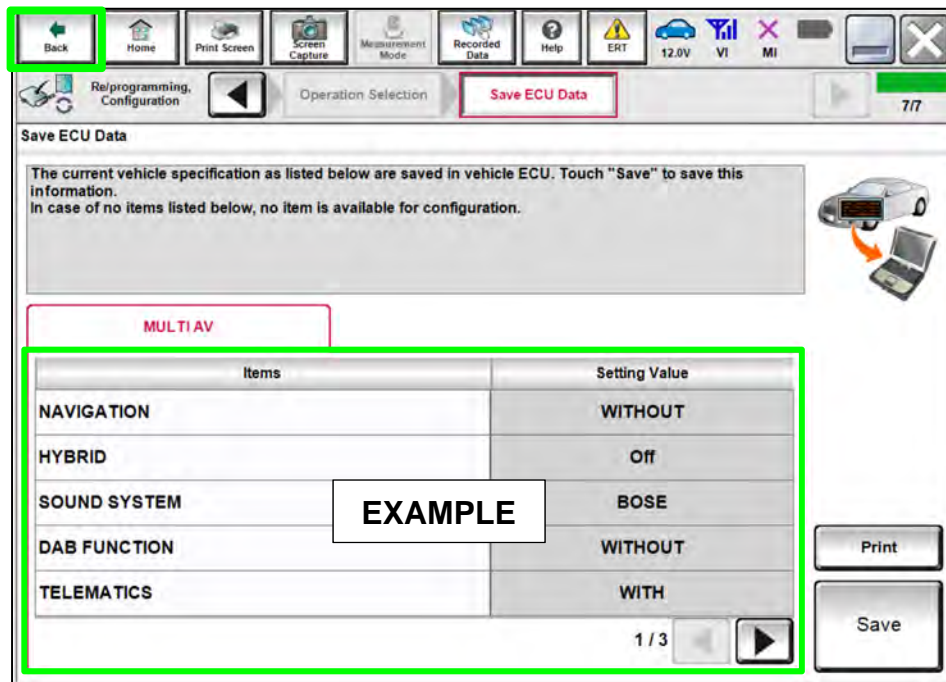 Back
Home
Print Screen
Screen
Capture
Measurement
Mode
Recorded
Data
Help
ERT
12.0V
VI
MI
Re/programming,
Configuration
Operation Selection
Save ECU Data
7/7
Save ECU Data
The current vehicle specification as listed below are saved in vehicle ECU. Touch "Save" to save this
information.
In case of no items listed below, no item is available for configuration.
MULTI AV
Items Setting Value
NAVIGATION WITHOUT
HYBRID Off
SOUND SYSTEM BOSE
EXAMPLE
DAB FUNCTION WITHOUT
TELEMATICS WITH
1 / 3
Print
Save